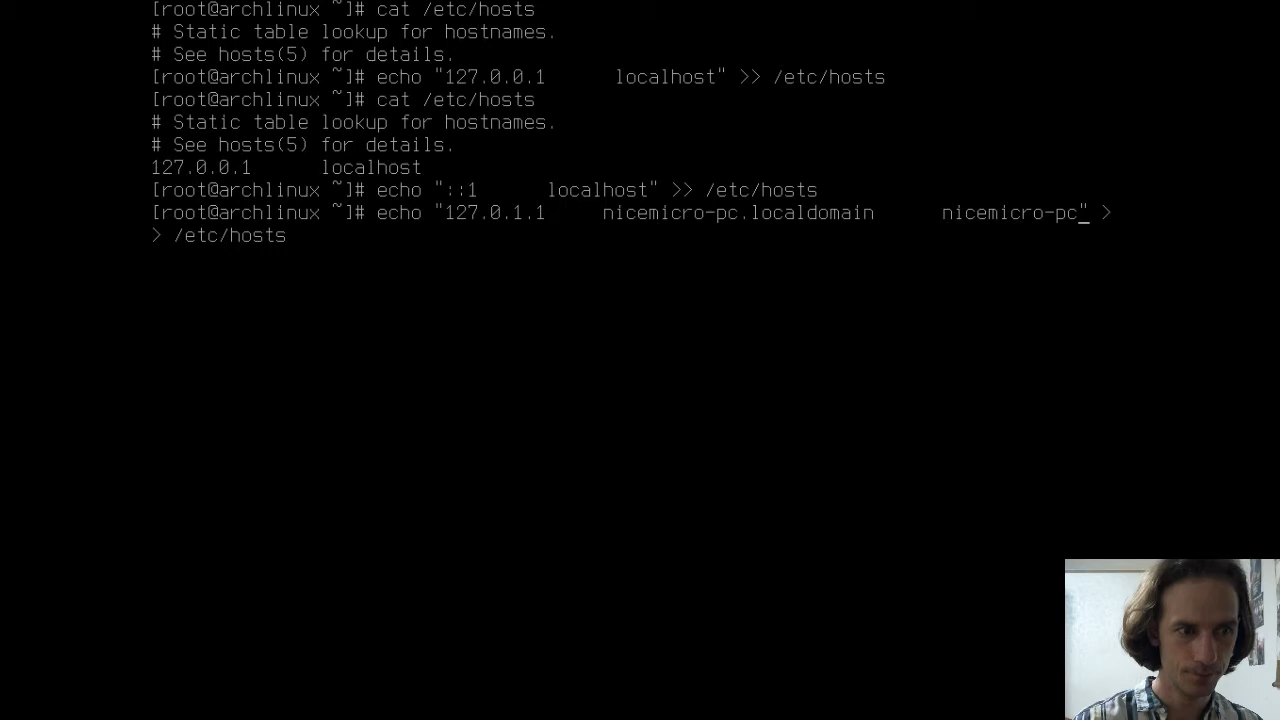 [root@archlinux ~]# cat /etc/hosts
# Static table lookup for hostnames.
# See hosts(5) for details.
[root@archlinux ~]# echo "127.0.0.1      localhost" >> /etc/hosts
[root@archlinux ~]# cat /etc/hosts
# Static table lookup for hostnames.
# See hosts(5) for details.
127.0.0.1      localhost
[root@archlinux ~]# echo "::1      localhost" >> /etc/hosts
[root@archlinux ~]# echo "127.0.1.1     nicemicro-pc.localdomain      nicemicro-pc" >
> /etc/hosts